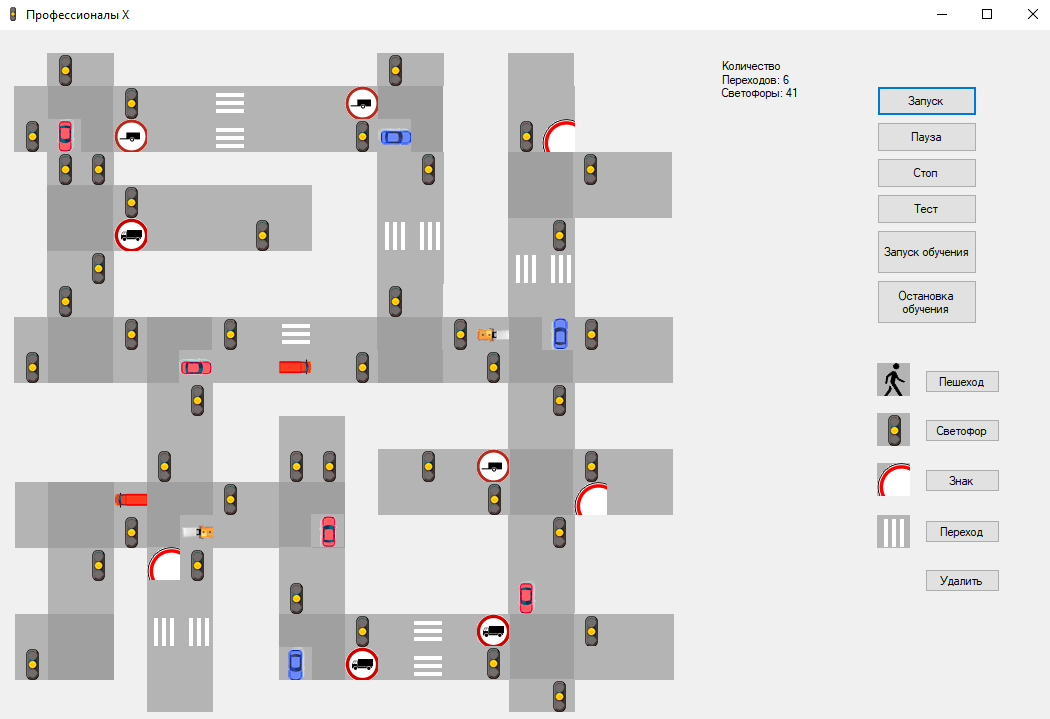 Профессионалы X
Количество
Переходов: 6
Светофоры: 41
Запуск
Пауза
Стоп
Тест
Запуск обучения
Остановка
обучения
Пешеход
Светофор
Знак
Переход
Удалить